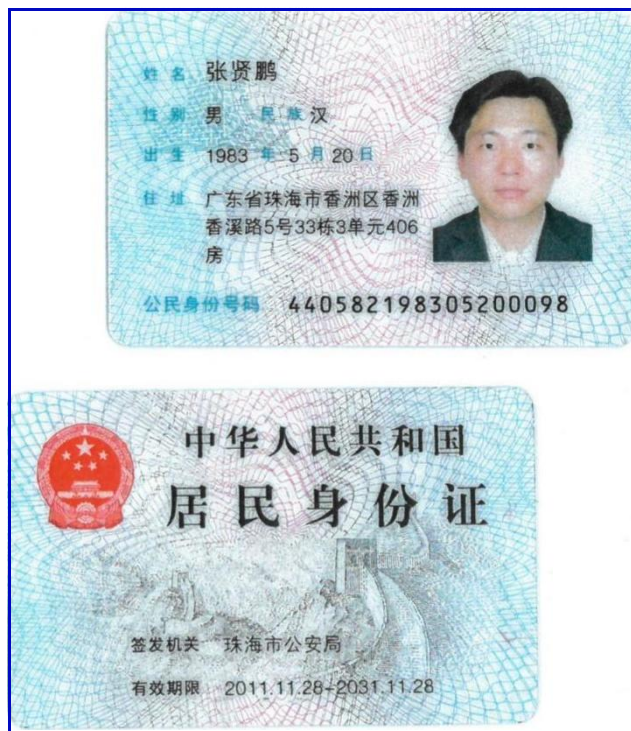 姓名 张贤鹏
性别 男 民族 汉
出生 1983 年 5 月 20 日
住址 广东省珠海市香洲区香洲
香溪路5号33栋3单元406
房
公民身份号码 440582198305200098
中华人民共和国
居民身份证
签发机关 珠海市公安局
有效期限 2011.11.28-2031.11.28